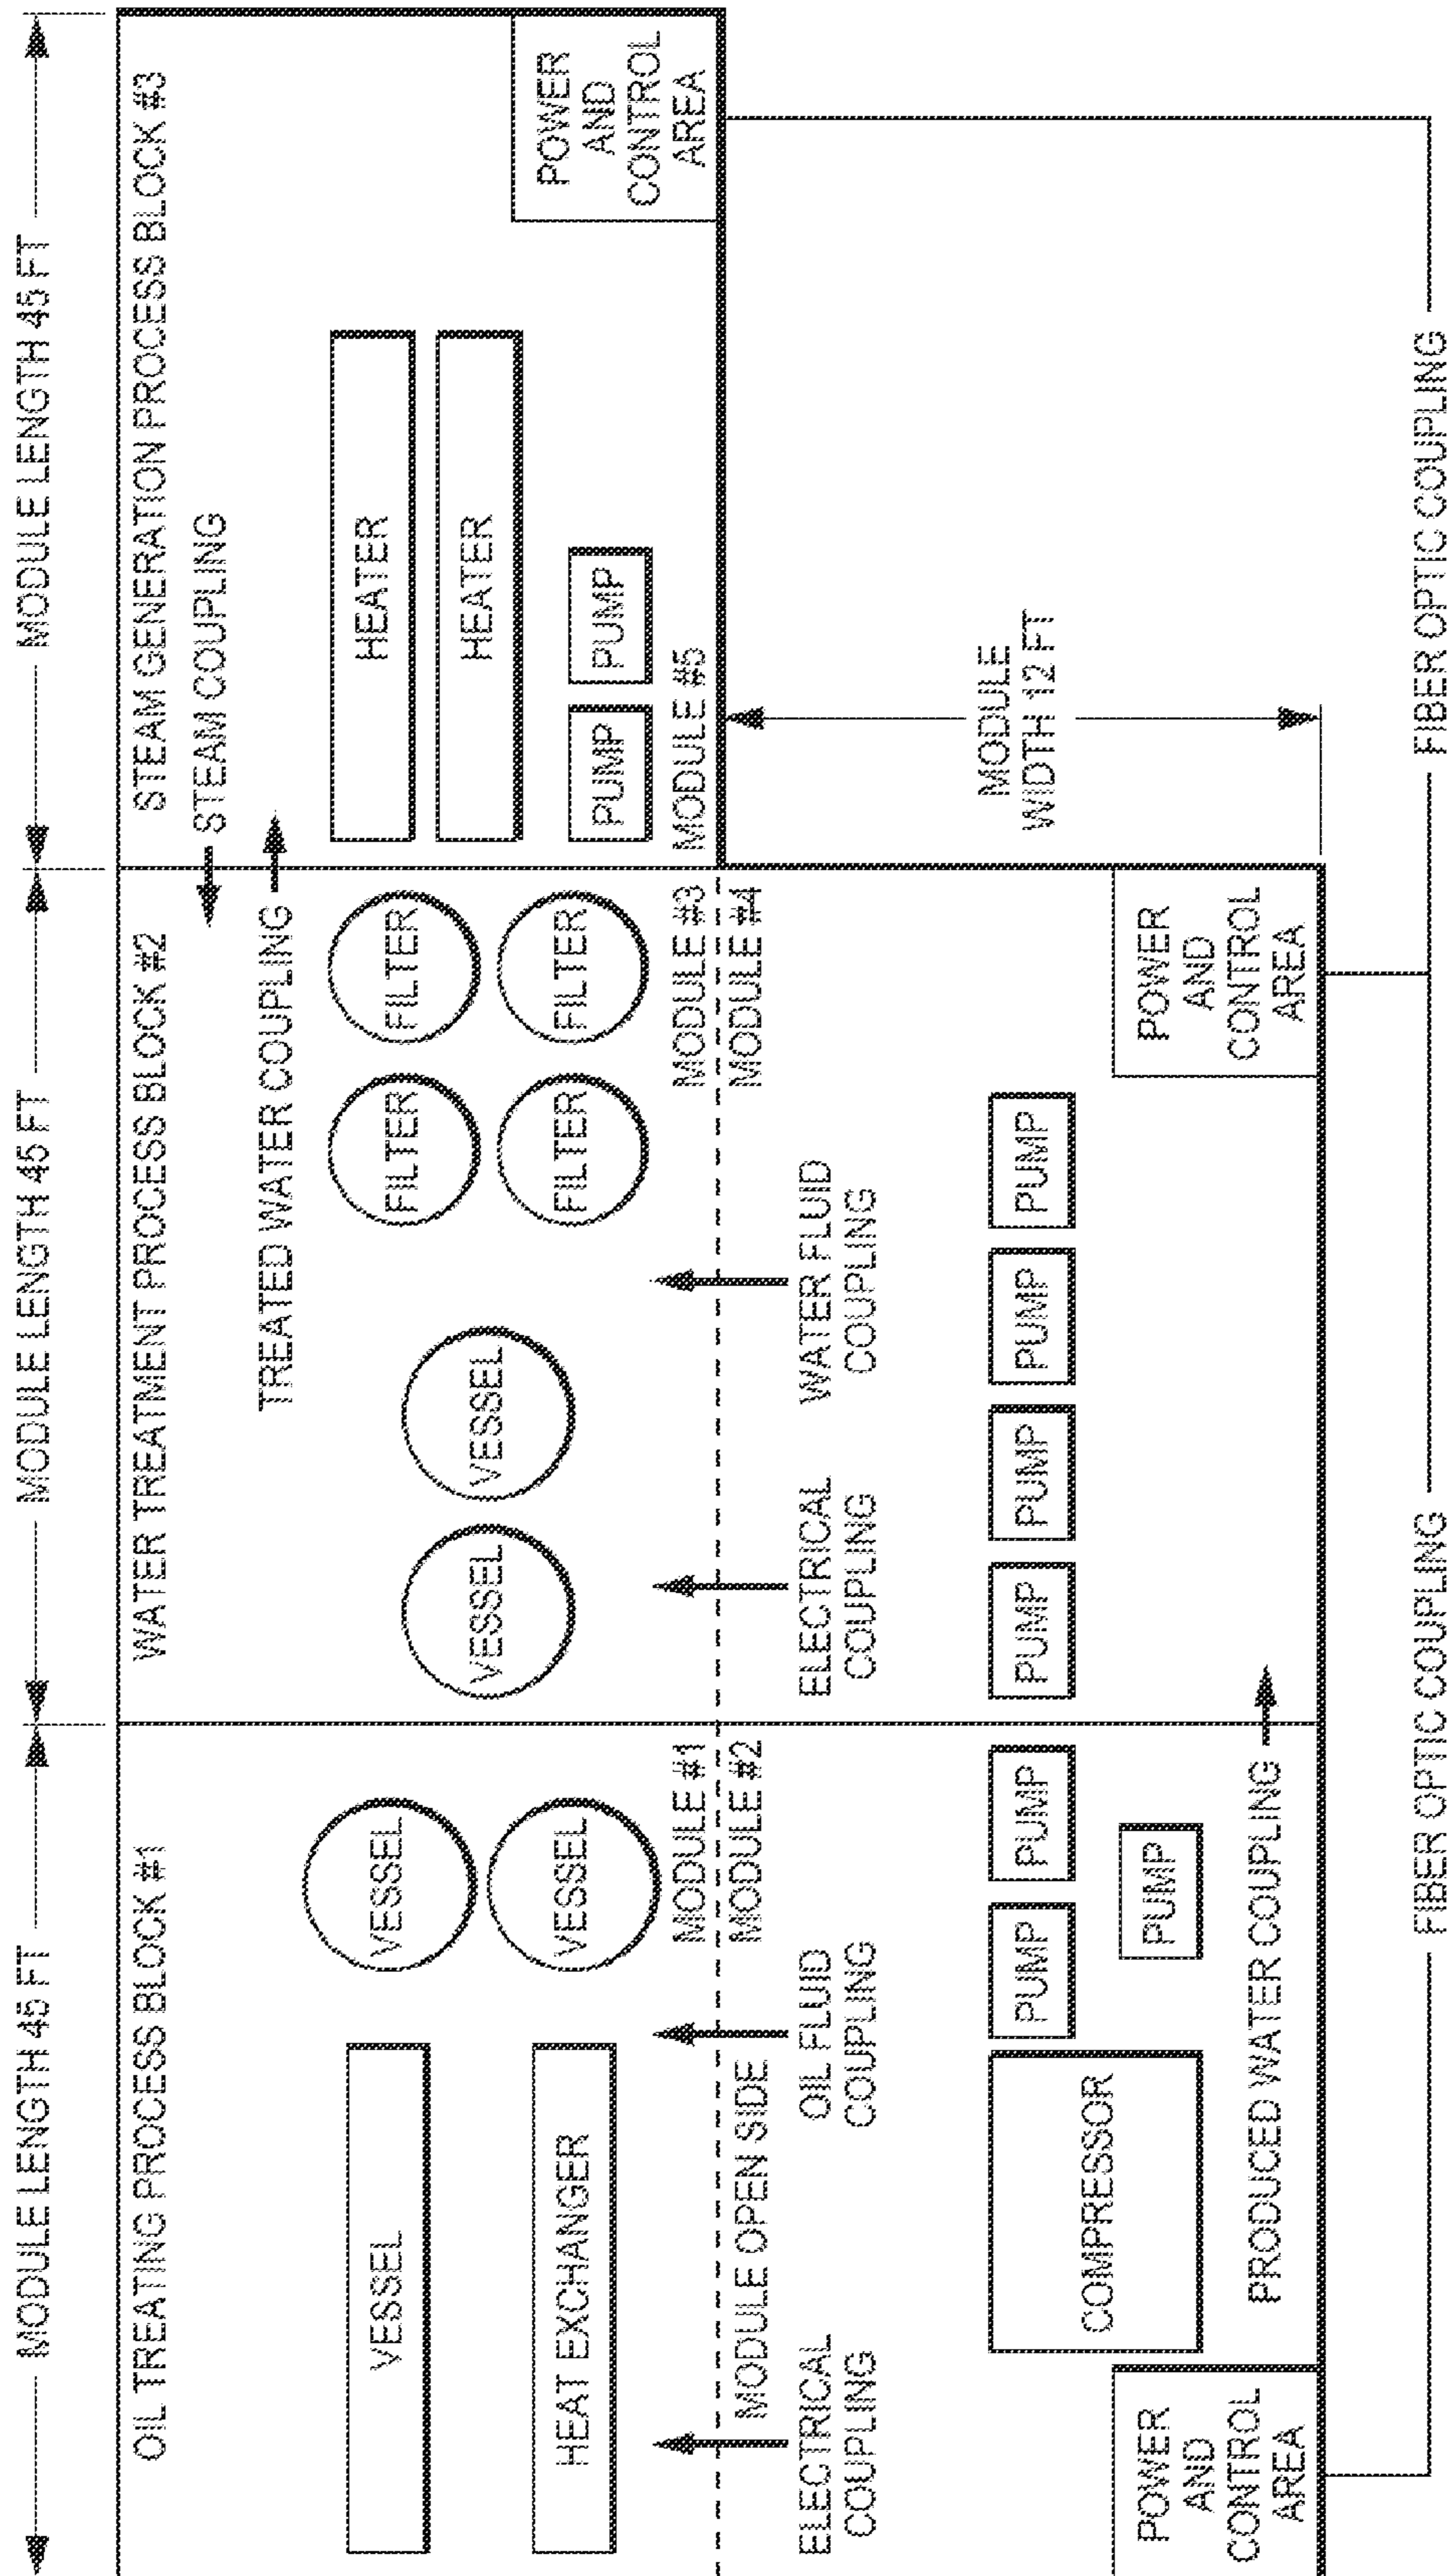 MODULE LENGTH 45 FT
MODULE LENGTH 45 FT
MODULE LENGTH 45 FT
OIL TREATING PROCESS BLOCK #1
VESSEL
HEAT EXCHANGER
VESSEL
VESSEL
MODULE #1
MODULE #2
MODULE OPEN SIDE
ELECTRICAL
COUPLING
OIL FLUID
COUPLING
COMPRESSOR
PUMP
PUMP
PUMP
POWER
AND
CONTROL
AREA
PRODUCED WATER COUPLING
WATER TREATMENT PROCESS BLOCK #2
TREATED WATER COUPLING
VESSEL
VESSEL
FILTER
FILTER
FILTER
FILTER
MODULE #3
MODULE #4
ELECTRICAL
COUPLING
WATER FLUID
COUPLING
PUMP
PUMP
PUMP
PUMP
POWER
AND
CONTROL
AREA
STEAM GENERATION PROCESS BLOCK #3
STEAM COUPLING
HEATER
HEATER
PUMP
PUMP
MODULE #5
POWER
AND
CONTROL
AREA
MODULE
WIDTH 12 FT
FIBER OPTIC COUPLING
FIBER OPTIC COUPLING